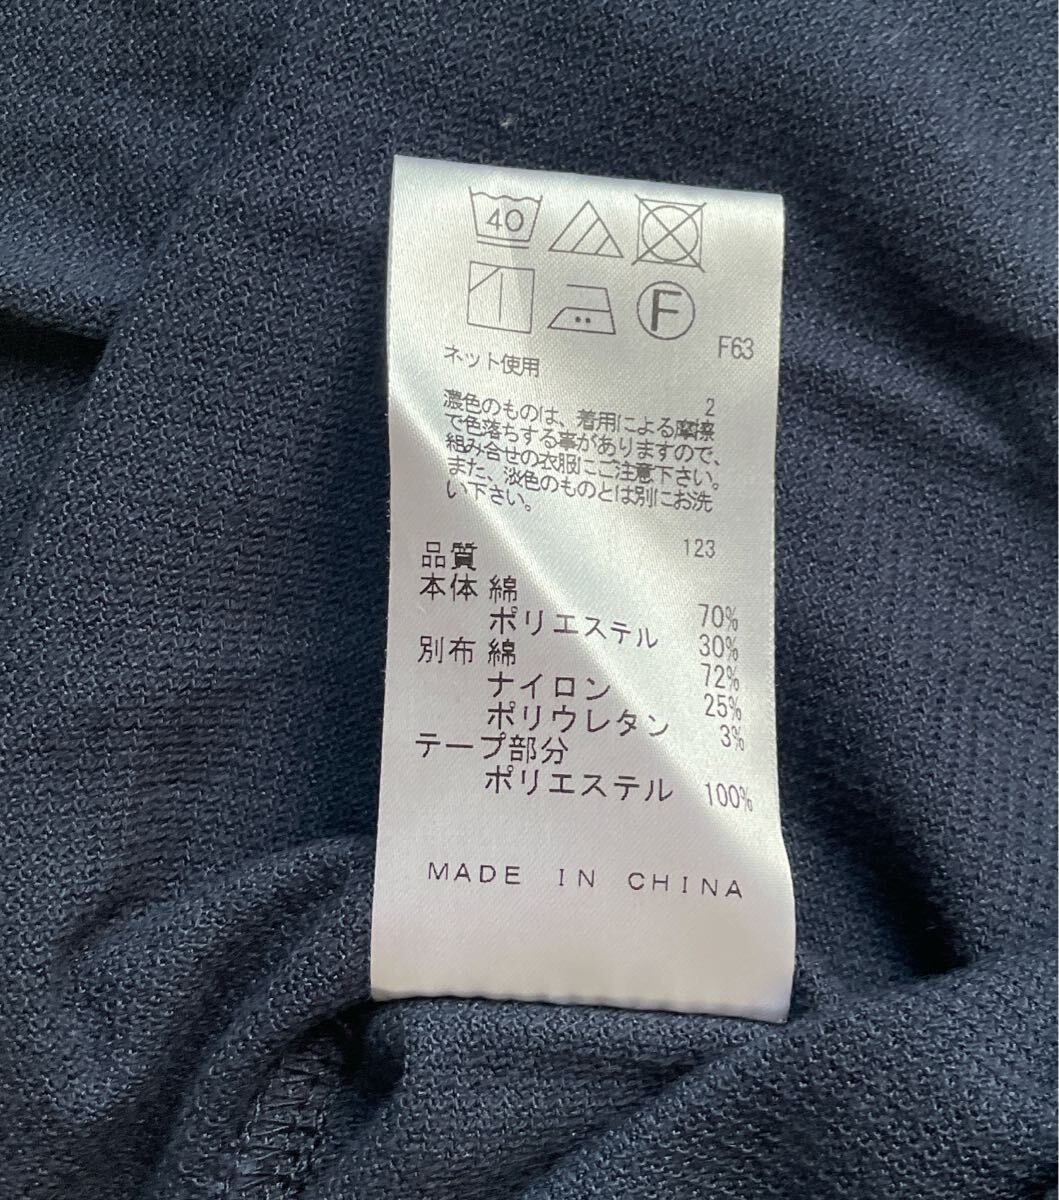 40
F
F63
ネット使用
2
濃色のものは、着用による摩擦
で色落ちする事がありますので、
組み合せの衣服にご注意下さい。
また、淡色のものとは別にお洗
い下さい。
123
品質
本体 綿 70%
ポリエステル 30%
別布 綿 72%
ナイロン 25%
ポリウレタン 3%
テープ部分
ポリエステル 100%
MADE IN CHINA